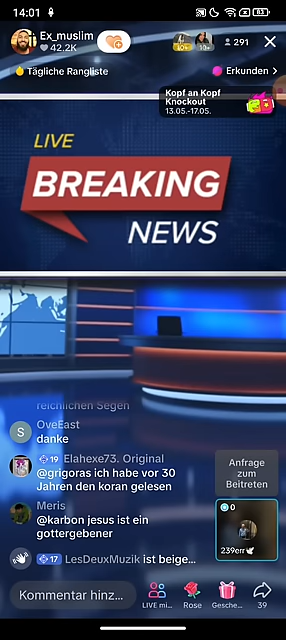 14:01
83
Ex_muslim
42.2K
10+
291
Tägliche Rangliste
Erkunden
Kopf an Kopf
Knockout
13.05.-17.05.
LIVE
BREAKING
NEWS
reichlichen Segen
S
OveEast
danke
19 Elahexe73. Original
@grigoras ich habe vor 30
Jahren den koran gelesen
Meris
@karbon jesus ist ein
gottergebener
17 LesDeuxMuzik ist beige...
Anfrage
zum
Beitreten
0
239err
Kommentar hinz...
LIVE mi...
Rose
Gesche...
39